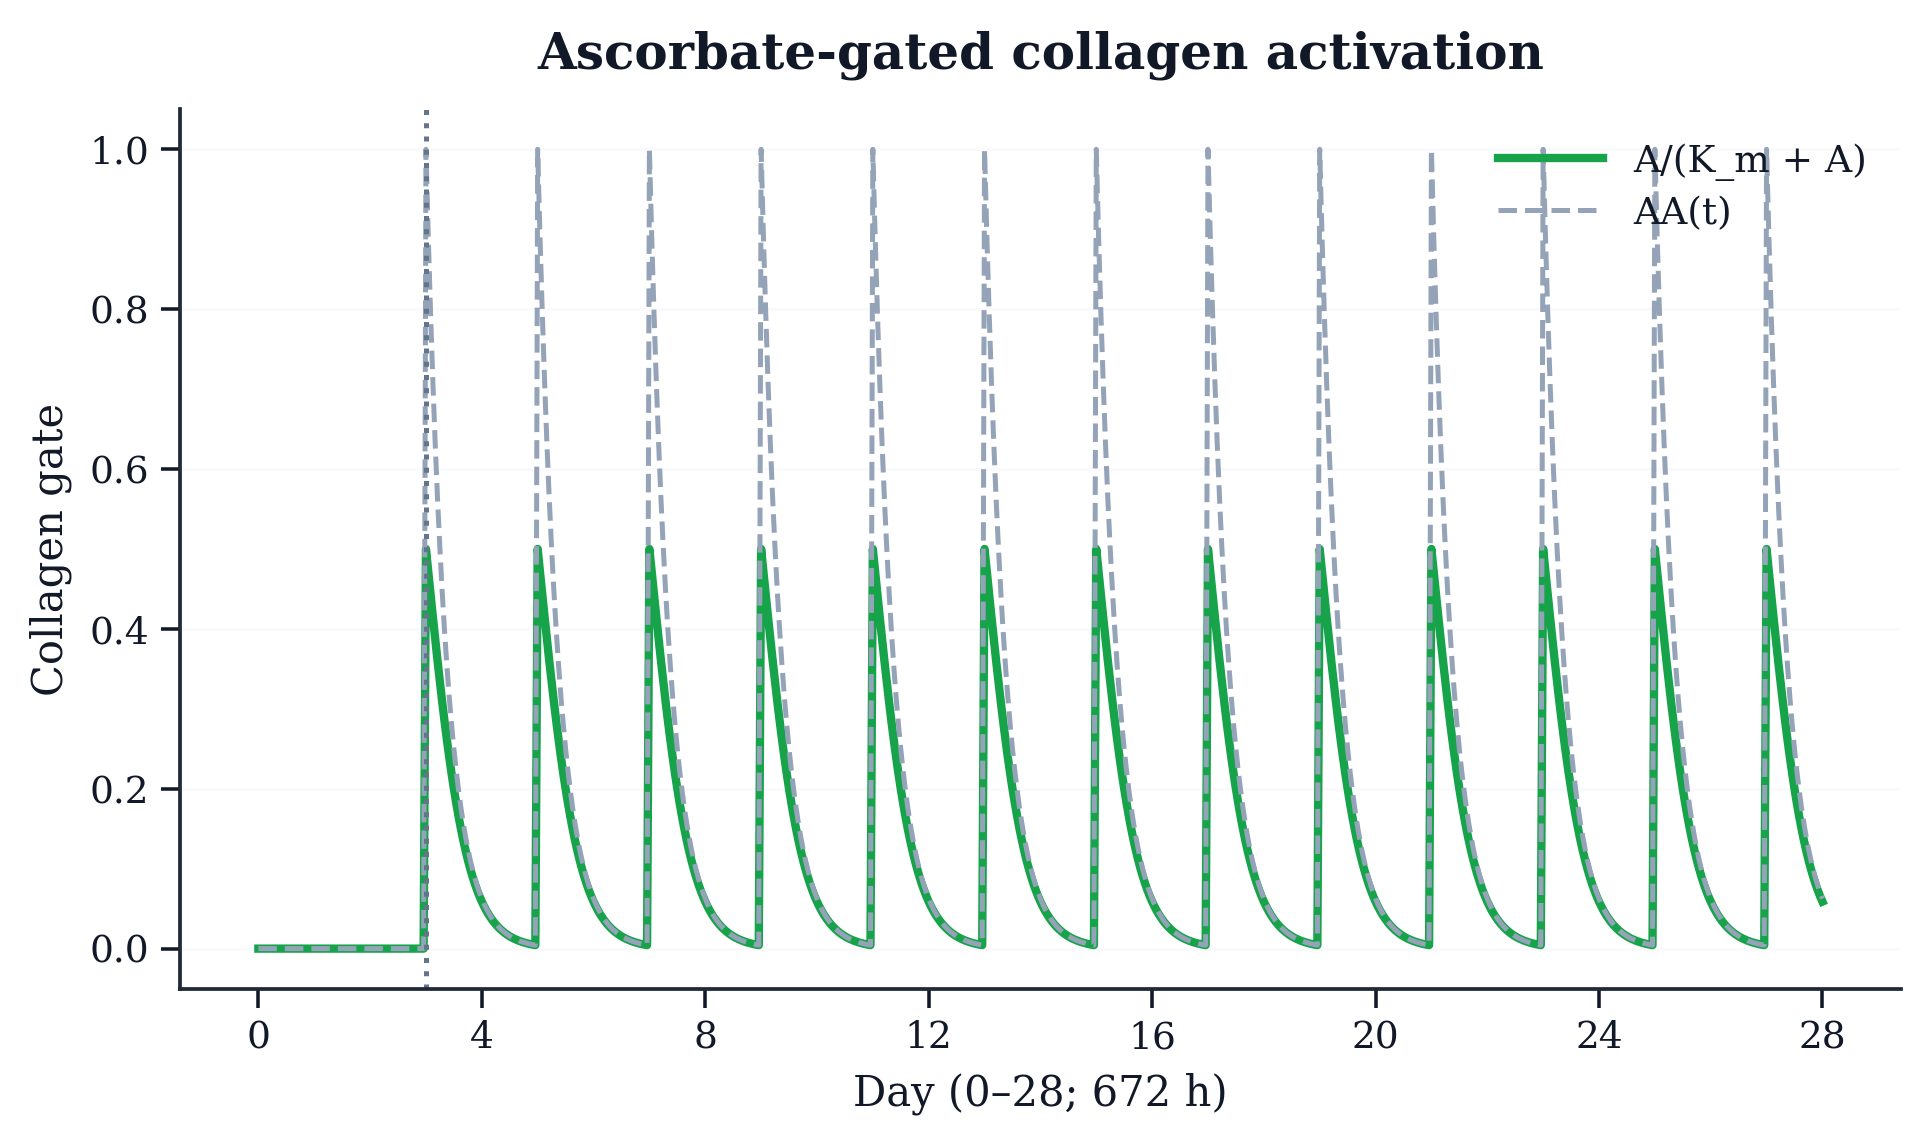 Ascorbate-gated collagen activation
A/(K_m + A)
AA(t)
Collagen gate
1.0
0.8
0.6
0.4
0.2
0.0
0 4 8 12 16 20 24 28
Day (0–28; 672 h)